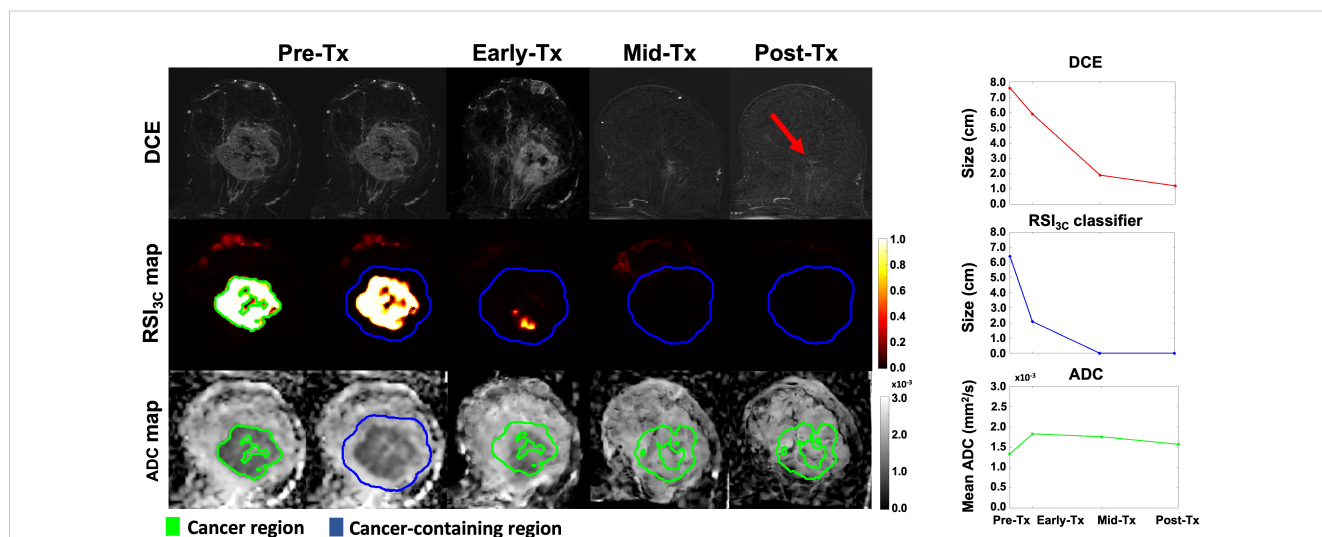 Pre-Tx Early-Tx Mid-Tx Post-Tx
DCE
RSI3C map
1.0
0.8
0.6
0.4
0.2
0.0
ADC map
x10-3
3.0
2.0
1.0
0.0
Cancer region Cancer-containing region
DCE
Size (cm)
8.0
7.0
6.0
5.0
4.0
3.0
2.0
1.0
0.0
RSI3C classifier
Size (cm)
8.0
7.0
6.0
5.0
4.0
3.0
2.0
1.0
0.0
ADC
x10-3
Mean ADC (mm2/s)
3.0
2.5
2.0
1.5
1.0
0.5
0.0
Pre-Tx Early-Tx Mid-Tx Post-Tx